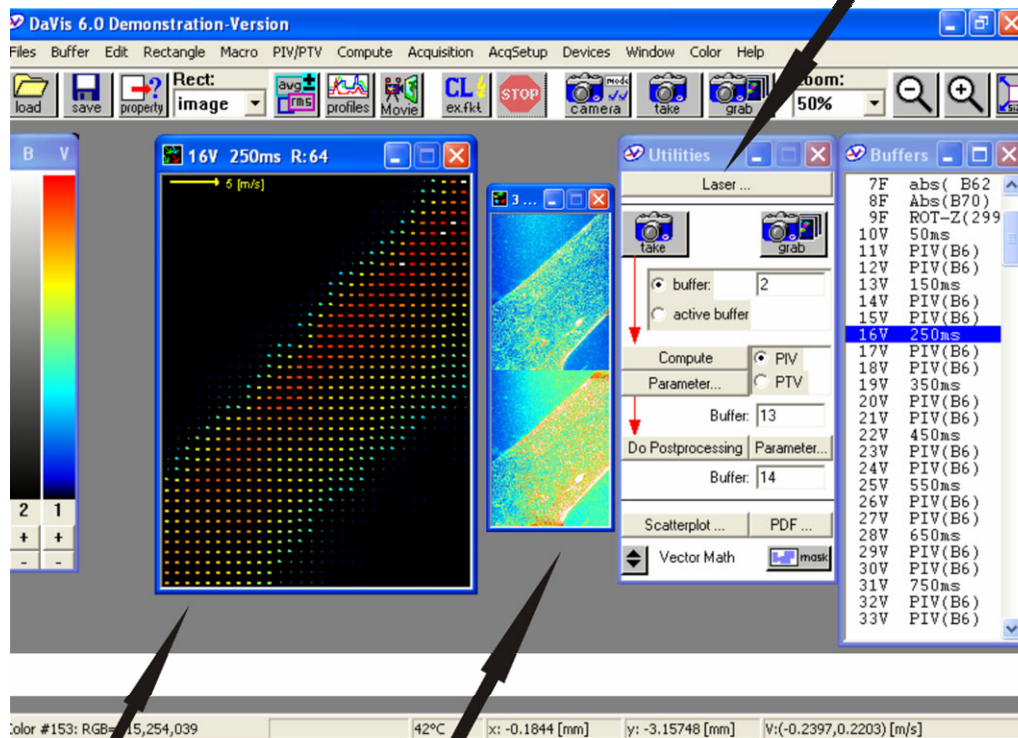 DaVis 6.0 Demonstration-Version
Files Buffer Edit Rectangle Macro PIV/PTV Compute Acquisition AcqSetup Devices Window Color Help
load save property Rect: image avg rms profiles Movie CL ex.fkt STOP mode camera take grab Zoom: 50%
B V
2 1
+ +
- -
16V 250ms R:64
5 [m/s]
3 ...
Utilities
Laser ...
take grab
buffer: 2
active buffer
Compute PIV
Parameter... PTV
Buffer: 13
Do Postprocessing Parameter...
Buffer: 14
Scatterplot ... PDF ...
Vector Math mask
Buffers
7F abs( B62
8F Abs(B70)
9F ROT-Z(299
10V 50ms
11V PIV(B6)
12V PIV(B6)
13V 150ms
14V PIV(B6)
15V PIV(B6)
16V 250ms
17V PIV(B6)
18V PIV(B6)
19V 350ms
20V PIV(B6)
21V PIV(B6)
22V 450ms
23V PIV(B6)
24V PIV(B6)
25V 550ms
26V PIV(B6)
27V PIV(B6)
28V 650ms
29V PIV(B6)
30V PIV(B6)
31V 750ms
32V PIV(B6)
33V PIV(B6)
Color #153: RGB= 15,254,039 42°C x: -0.1844 [mm] y: -3.15748 [mm] V:(-0.2397,0.2203) [m/s]